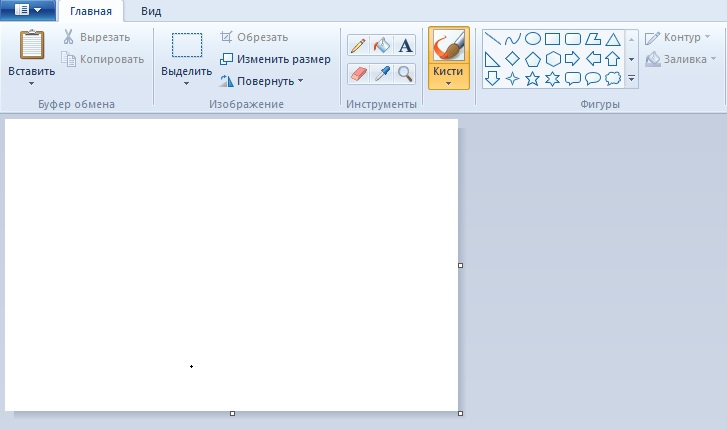 Главная Вид
Вставить
Вырезать
Копировать
Буфер обмена
Выделить
Обрезать
Изменить размер
Повернуть
Изображение
A
Инструменты
Кисти
Контур
Заливка
Фигуры